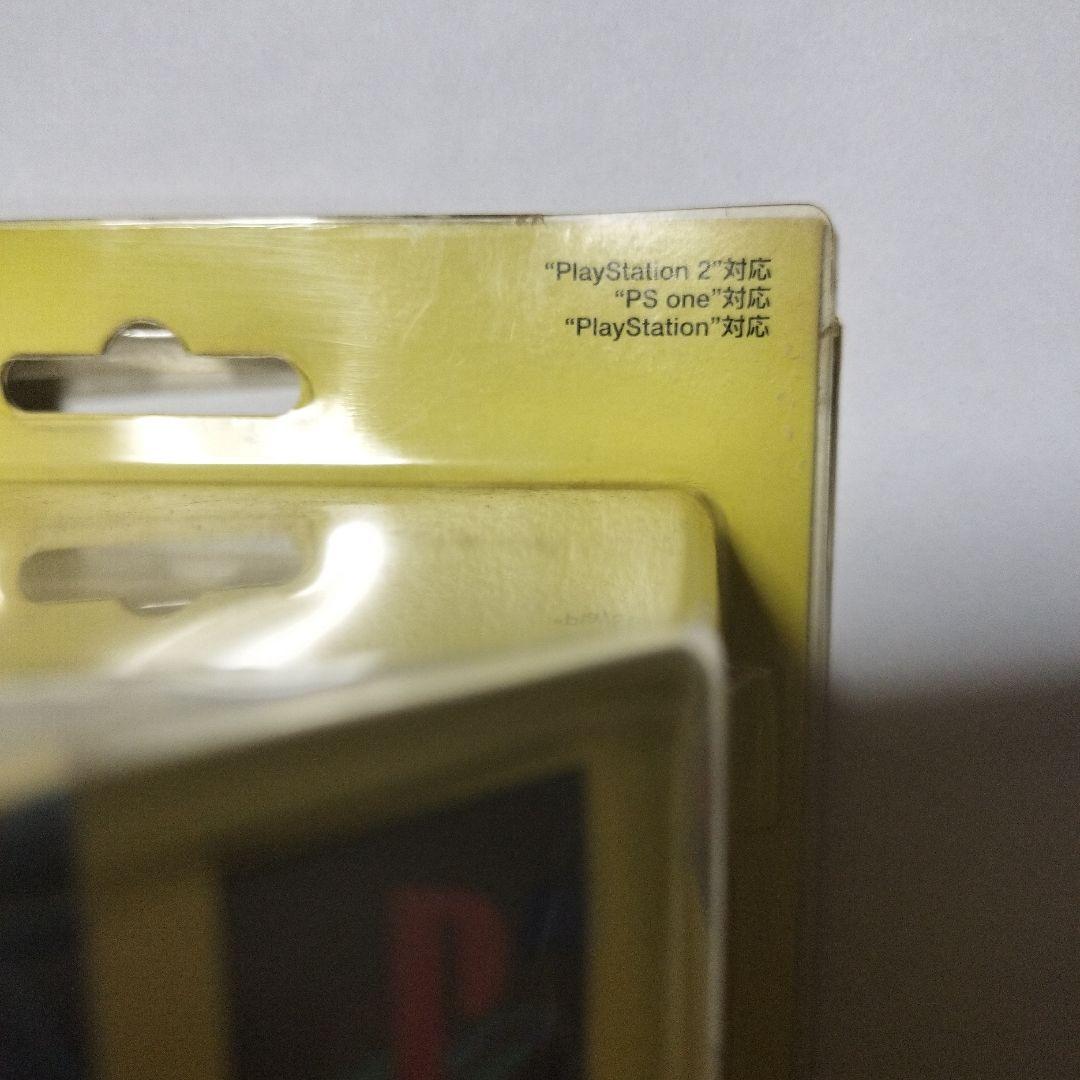 “PlayStation 2”対応
“PS one”対応
“PlayStation”対応